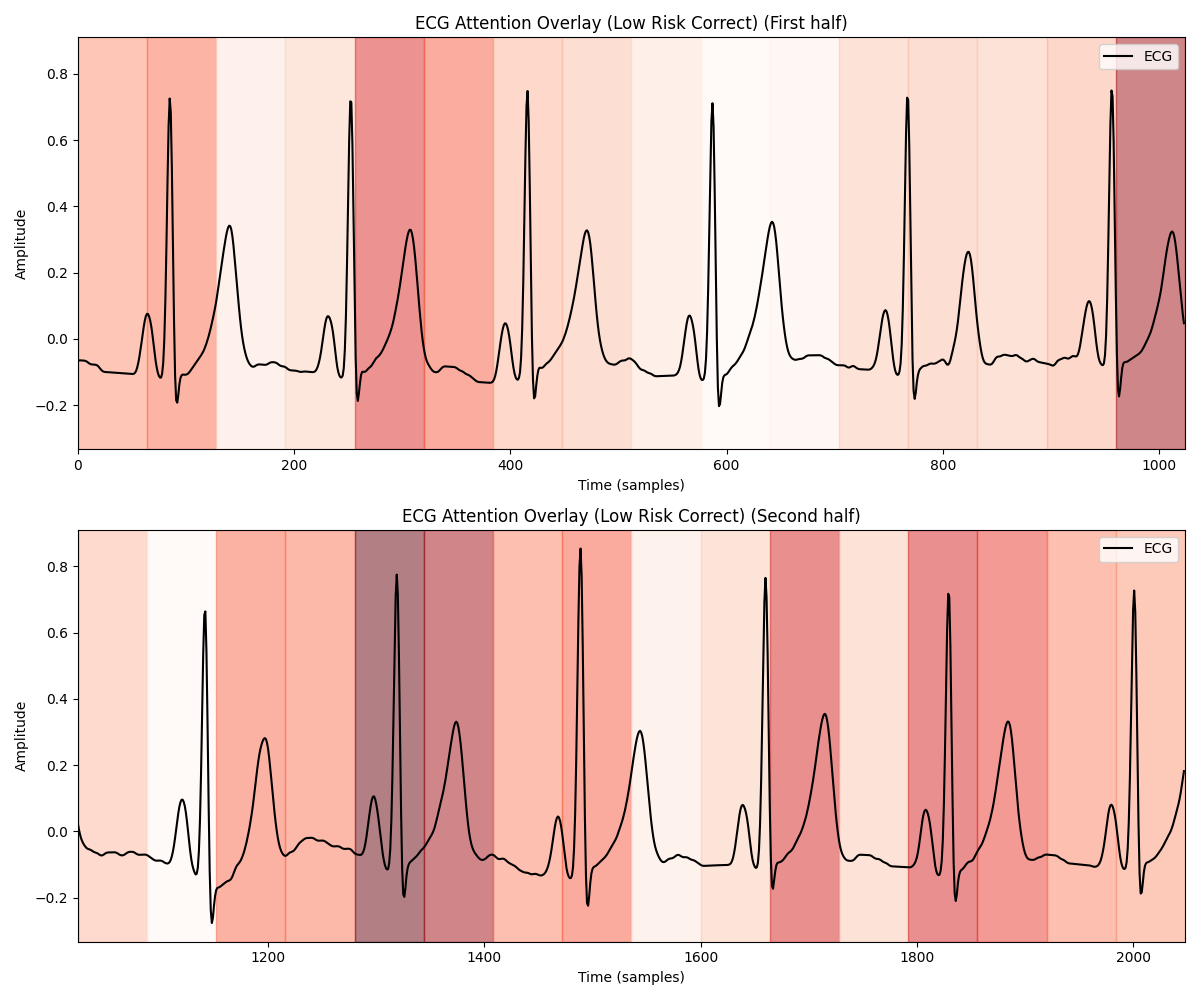 ECG Attention Overlay (Low Risk Correct) (First half)
ECG
Amplitude
0.8
0.6
0.4
0.2
0.0
−0.2
0
200
400
600
800
1000
Time (samples)
ECG Attention Overlay (Low Risk Correct) (Second half)
ECG
Amplitude
0.8
0.6
0.4
0.2
0.0
−0.2
1200
1400
1600
1800
2000
Time (samples)